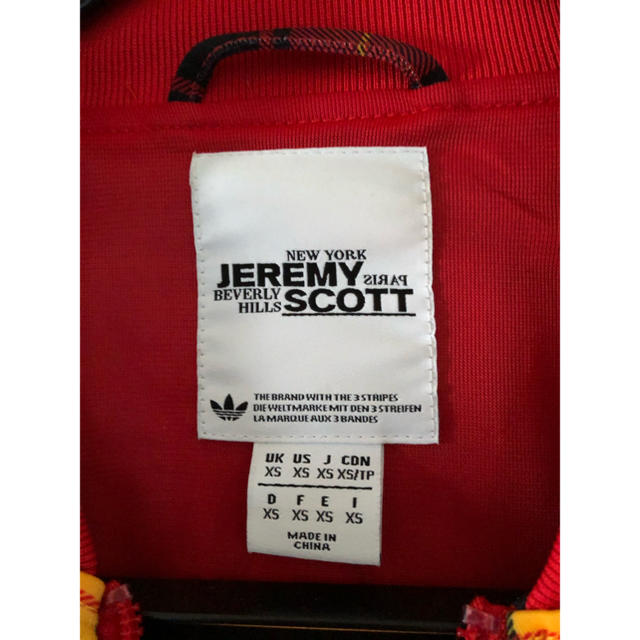 NEW YORK
JEREMY PARIS
BEVERLY
HILLS SCOTT
THE BRAND WITH THE 3 STRIPES
DIE WELTMARKE MIT DEN 3 STREIFEN
LA MARQUE AUX 3 BANDES
UK US J CDN
XS XS XS XS/TP
D F E I
XS XS XS XS
MADE IN
CHINA